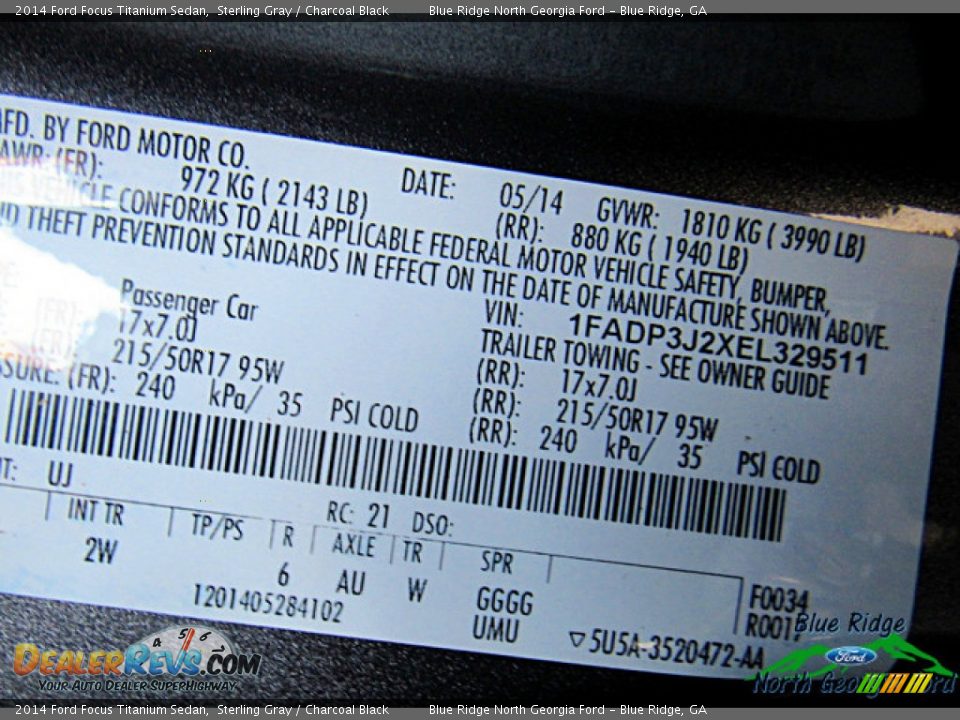 2014 Ford Focus Titanium Sedan, Sterling Gray / Charcoal Black Blue Ridge North Georgia Ford - Blue Ridge, GA
MFD. BY FORD MOTOR CO.
DATE: 05/14 GVWR: 1810 KG ( 3990 LB)
(FR): 972 KG ( 2143 LB) (RR): 880 KG ( 1940 LB)
VEHICLE CONFORMS TO ALL APPLICABLE FEDERAL MOTOR VEHICLE SAFETY, BUMPER,
THEFT PREVENTION STANDARDS IN EFFECT ON THE DATE OF MANUFACTURE SHOWN ABOVE.
VIN: 1FADP3J2XEL329511
Passenger Car TRAILER TOWING - SEE OWNER GUIDE
(FR): 17x7.0J (RR): 17x7.0J
(FR): 215/50R17 95W (RR): 215/50R17 95W
(FR): 240 kPa/ 35 PSI COLD (RR): 240 kPa/ 35 PSI COLD
UJ RC: 21 DSO:
INT TR TP/PS R AXLE TR SPR
2W 6 AU W GGGG F0034
1201405284102 UMU
▽5U5A-3520472-AA
DEALERREVS.COM
YOUR AUTO DEALER SUPERHIGHWAY
4 5 6
Blue Ridge
Ford
North Georgia Ford
2014 Ford Focus Titanium Sedan, Sterling Gray / Charcoal Black Blue Ridge North Georgia Ford - Blue Ridge, GA